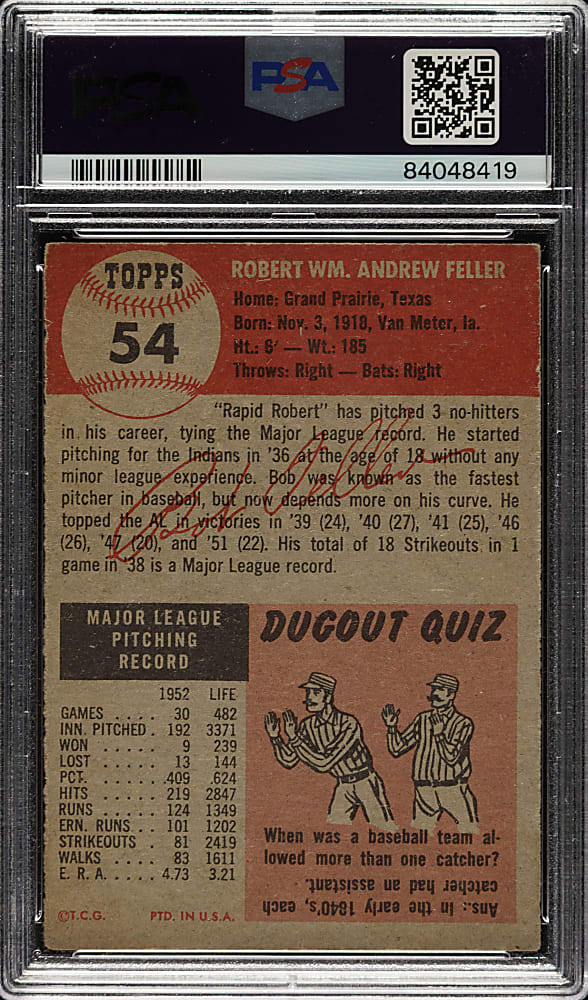 PSA
PSA
84048419
TOPPS
54
ROBERT WM. ANDREW FELLER
Home: Grand Prairie, Texas
Born: Nov. 3, 1918, Van Meter, Ia.
Ht.: 6' — Wt.: 185
Throws: Right — Bats: Right
"Rapid Robert" has pitched 3 no-hitters
in his career, tying the Major League record. He started
pitching for the Indians in '36 at the age of 18 without any
minor league experience. Bob was known as the fastest
pitcher in baseball, but now depends more on his curve. He
topped the AL in victories in '39 (24), '40 (27), '41 (25), '46
(26), '47 (20), and '51 (22). His total of 18 Strikeouts in 1
game in '38 is a Major League record.
Bob Feller
MAJOR LEAGUE
PITCHING
RECORD
1952 LIFE
GAMES .... 30 482
INN. PITCHED. 192 3371
WON ..... 9 239
LOST ..... 13 144
PCT. ..... .409 .624
HITS ..... 219 2847
RUNS ..... 124 1349
ERN. RUNS... 101 1202
STRIKEOUTS . 81 2419
WALKS .... 83 1611
E. R. A. .... 4.73 3.21
©T.C.G. PTD. IN U.S.A.
DUGOUT QUIZ
When was a baseball team al-
lowed more than one catcher?
Ans.: In the early 1840's, each
catcher had an assistant.